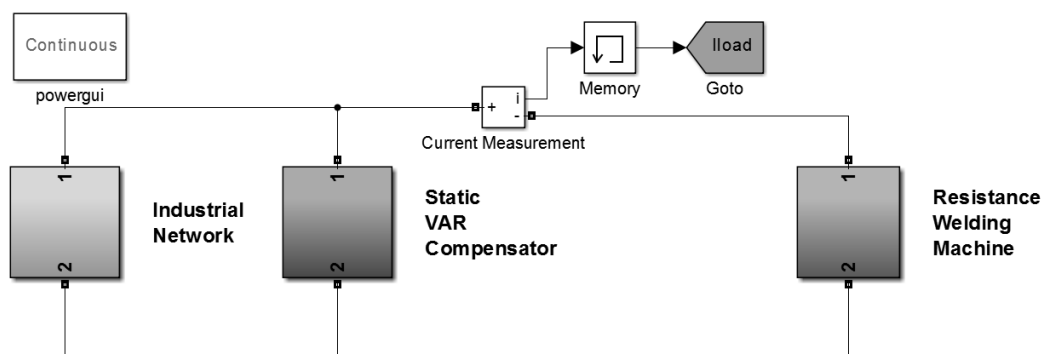 Continuous
powergui
i
+
-
Current Measurement
Memory
Iload
Goto
1
2
Industrial
Network
1
2
Static
VAR
Compensator
1
2
Resistance
Welding
Machine